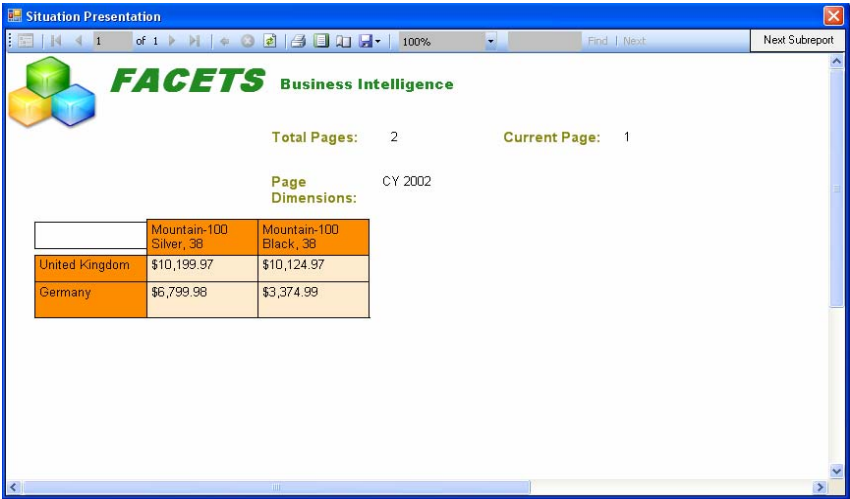 Situation Presentation
1 of 1 100% Find | Next Next Subreport
FACETS Business Intelligence
Total Pages: 2 Current Page: 1
Page CY 2002
Dimensions:
Mountain-100 Mountain-100
Silver, 38 Black, 38
United Kingdom $10,199.97 $10,124.97
Germany $6,799.98 $3,374.99